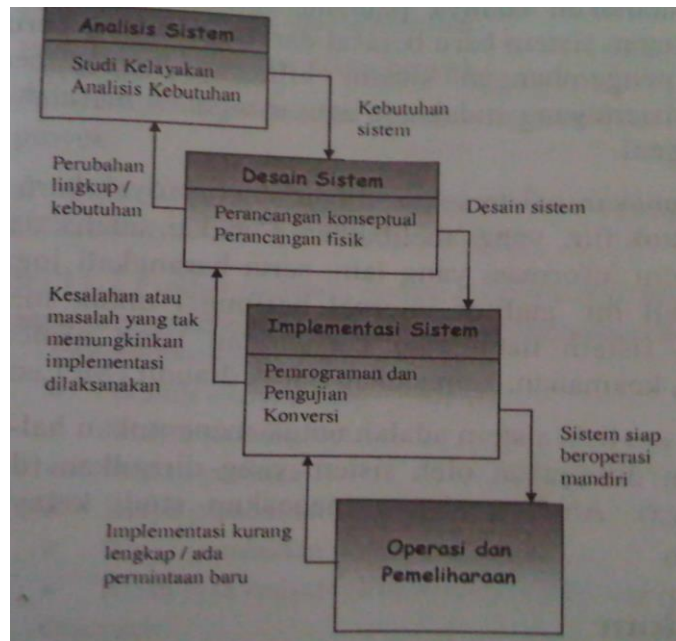 Analisis Sistem
Studi Kelayakan
Analisis Kebutuhan
Kebutuhan
sistem
Perubahan
lingkup /
kebutuhan
Desain Sistem
Perancangan konseptual
Perancangan fisik
Desain sistem
Kesalahan atau
masalah yang tak
memungkinkan
implementasi
dilaksanakan
Implementasi Sistem
Pemrograman dan
Pengujian
Konversi
Sistem siap
beroperasi
mandiri
Implementasi kurang
lengkap / ada
permintaan baru
Operasi dan
Pemeliharaan